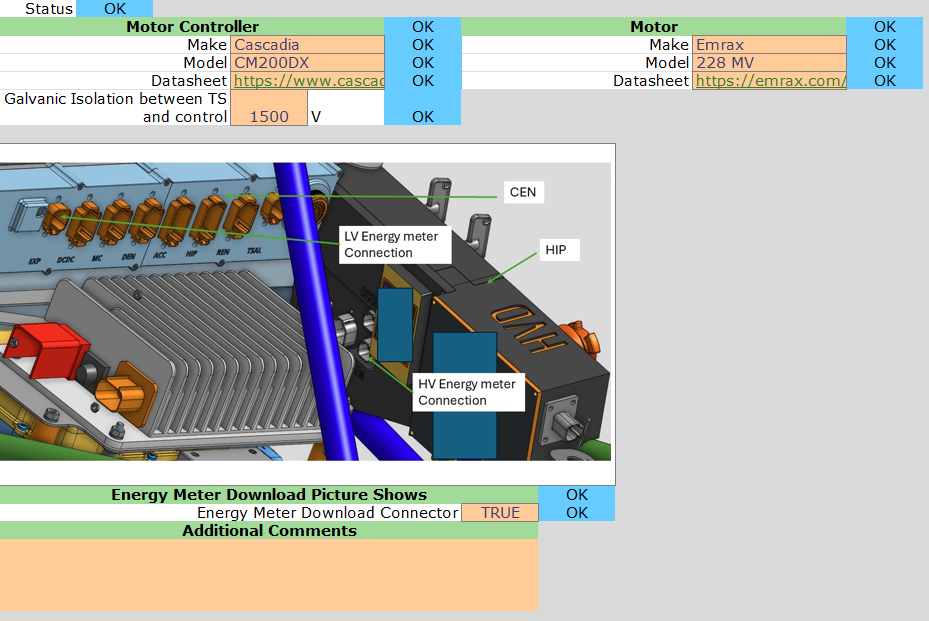 Status OK
Motor Controller OK Motor OK
Make Cascadia OK Make Emrax OK
Model CM200DX OK Model 228 MV OK
Datasheet https://www.cascad OK Datasheet https://emrax.com/ OK
Galvanic Isolation between TS
and control 1500 V OK
CEN
LV Energy meter
Connection
HIP
EXP DCDC MC DEN ACC HIP REN TSAL
HVD
HV Energy meter
Connection
Energy Meter Download Picture Shows OK
Energy Meter Download Connector TRUE OK
Additional Comments